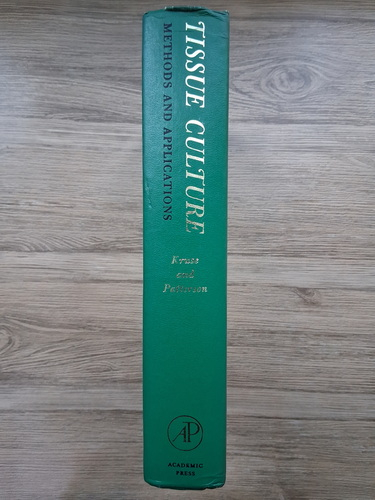 TISSUE CULTURE
METHODS AND APPLICATIONS
Kruse
and
Patterson
AP
ACADEMIC
PRESS